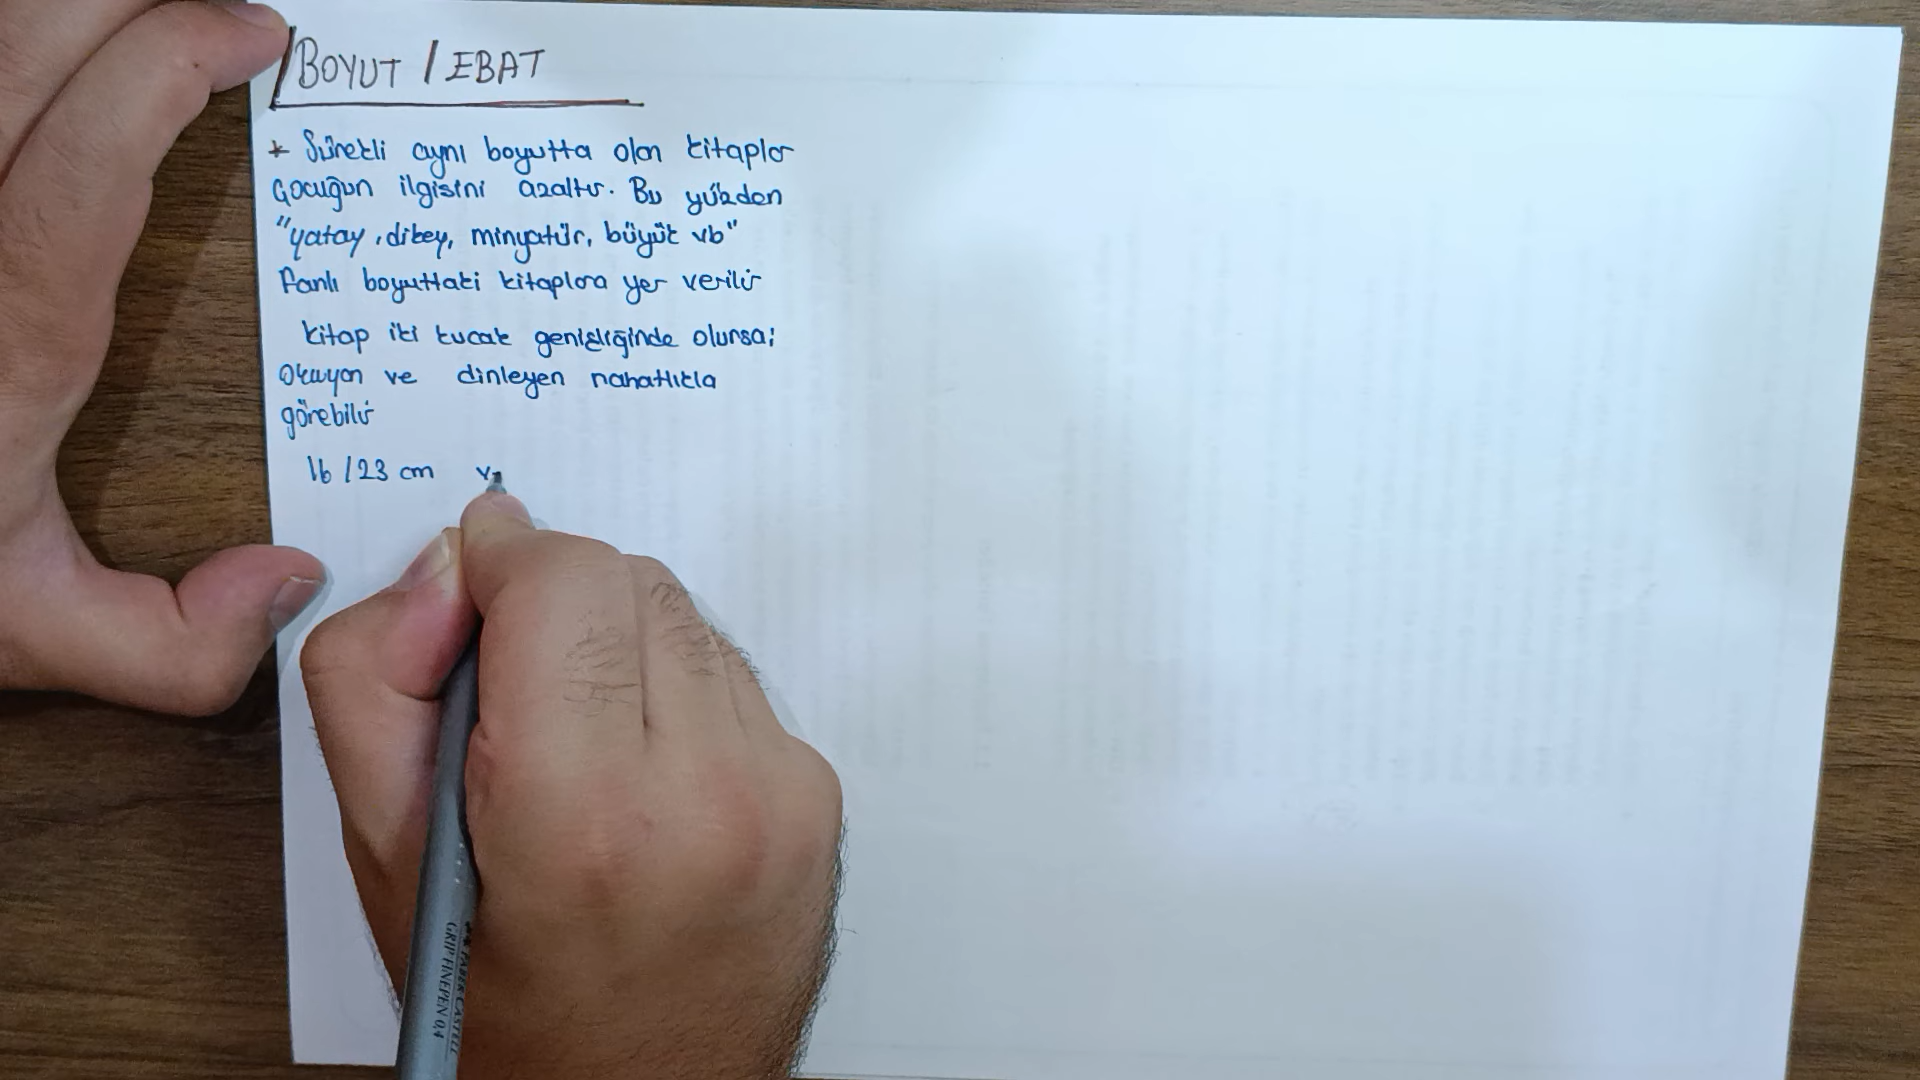 /BOYUT / EBAT
* Sürekli aynı boyutta olan kitaplar
Çocuğun ilgisini azaltır. Bu yüzden
"yatay, dikey, minyatür, büyük vb"
farklı boyuttaki kitaplara yer verilir
kitap iki kucak genişliğinde olursa;
Okuyan ve dinleyen rahatlıkla
görebilir
16 / 23 cm
FABER CASTELL
GRIP FINEPEN 0,4